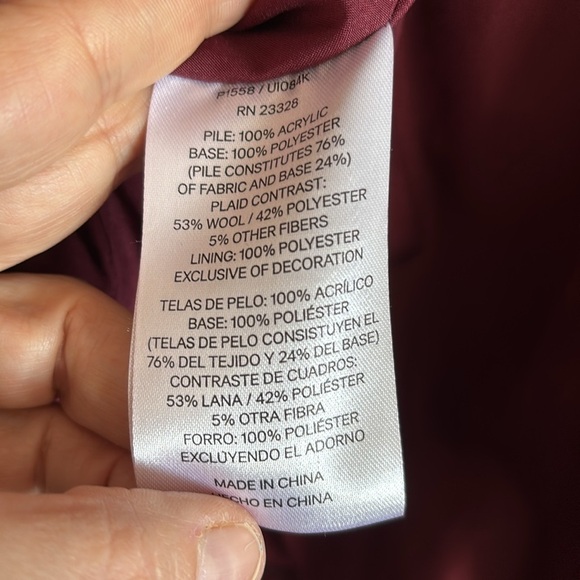 P1558 / U1084K
RN 23328
PILE: 100% ACRYLIC
BASE: 100% POLYESTER
(PILE CONSTITUTES 76%
OF FABRIC AND BASE 24%)
PLAID CONTRAST:
53% WOOL / 42% POLYESTER
5% OTHER FIBERS
LINING: 100% POLYESTER
EXCLUSIVE OF DECORATION
TELAS DE PELO: 100% ACRÍLICO
BASE: 100% POLIÉSTER
(TELAS DE PELO CONSISTUYEN EL
76% DEL TEJIDO Y 24% DEL BASE)
CONTRASTE DE CUADROS:
53% LANA / 42% POLIÉSTER
5% OTRA FIBRA
FORRO: 100% POLIÉSTER
EXCLUYENDO EL ADORNO
MADE IN CHINA
HECHO EN CHINA